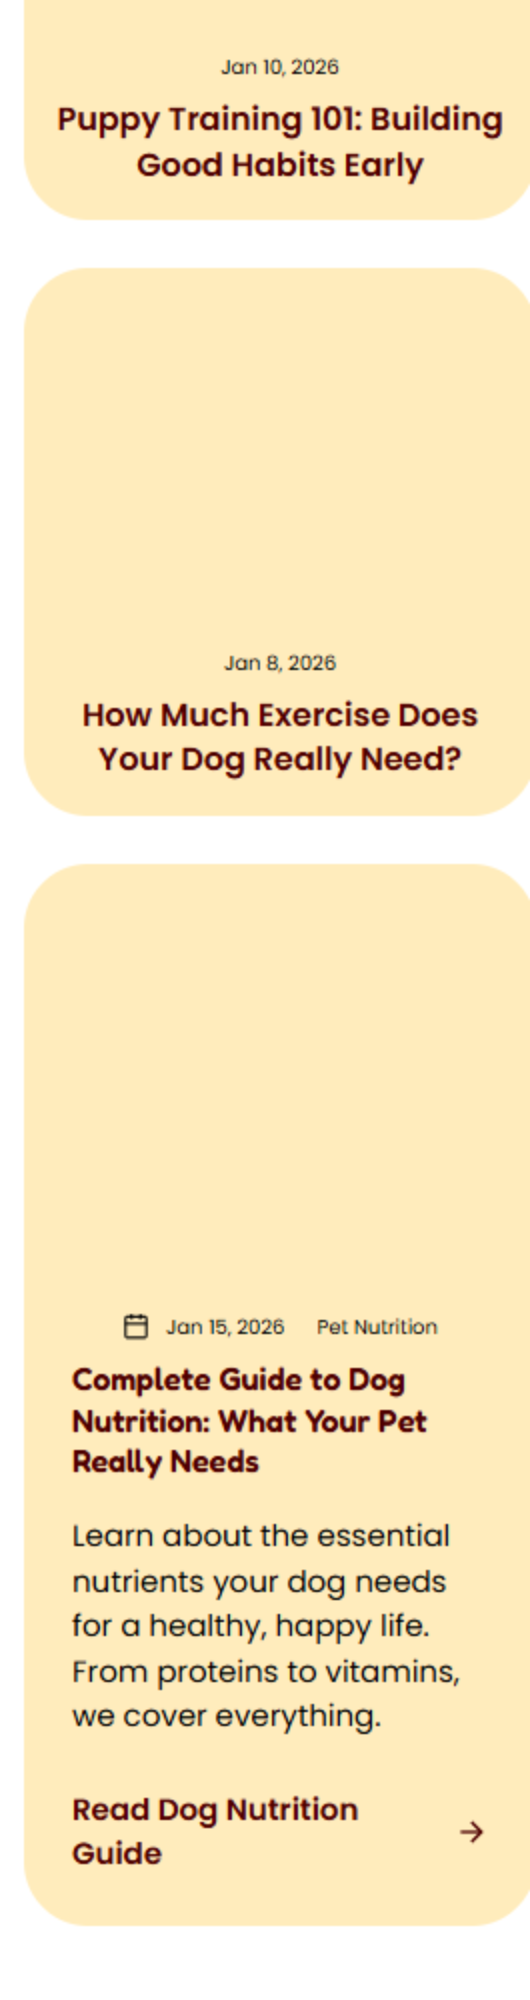 Jan 10, 2026
Puppy Training 101: Building
Good Habits Early
Jan 8, 2026
How Much Exercise Does
Your Dog Really Need?
Jan 15, 2026 Pet Nutrition
Complete Guide to Dog
Nutrition: What Your Pet
Really Needs
Learn about the essential
nutrients your dog needs
for a healthy, happy life.
From proteins to vitamins,
we cover everything.
Read Dog Nutrition
Guide